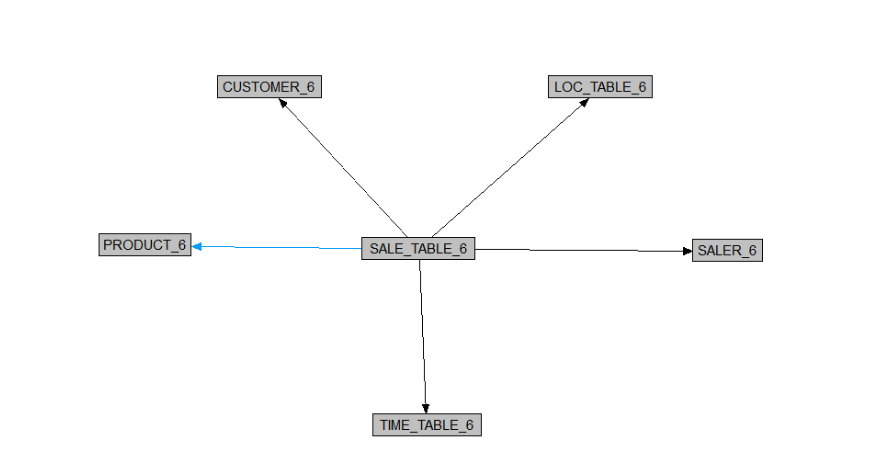 CUSTOMER_6
LOC_TABLE_6
PRODUCT_6
SALE_TABLE_6
SALER_6
TIME_TABLE_6